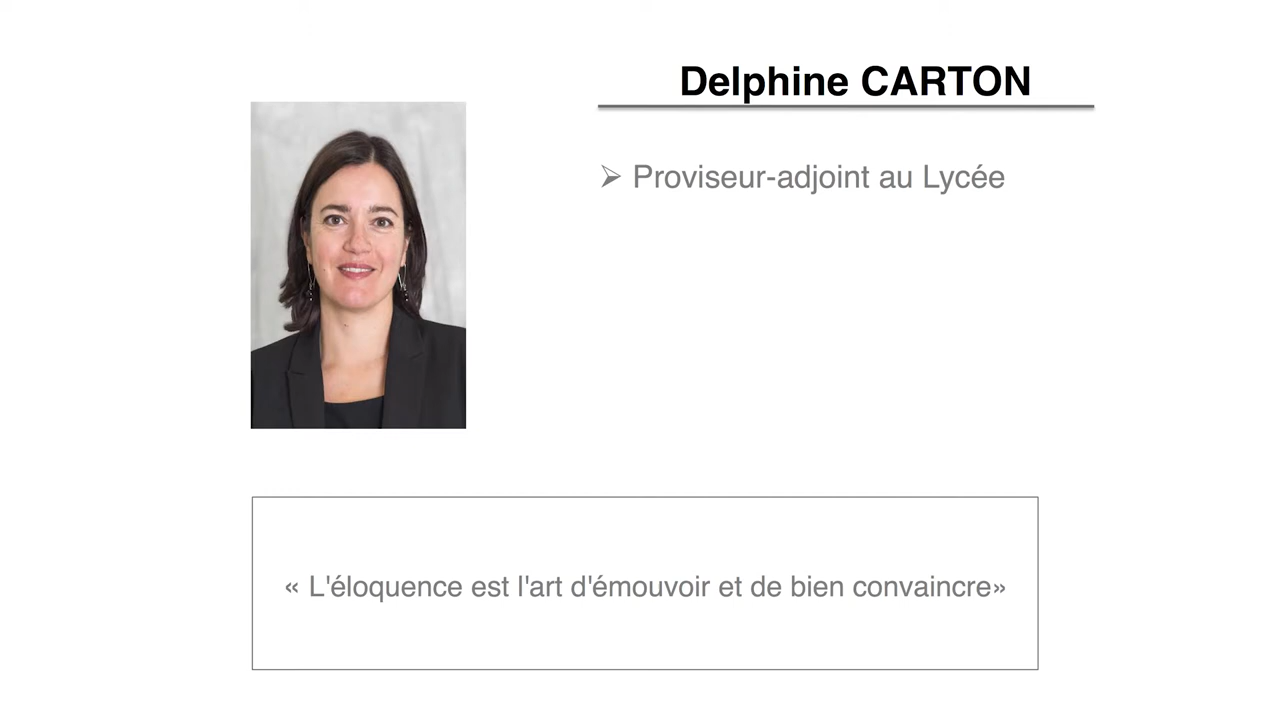 Delphine CARTON
➢ Proviseur-adjoint au Lycée
« L'éloquence est l'art d'émouvoir et de bien convaincre»